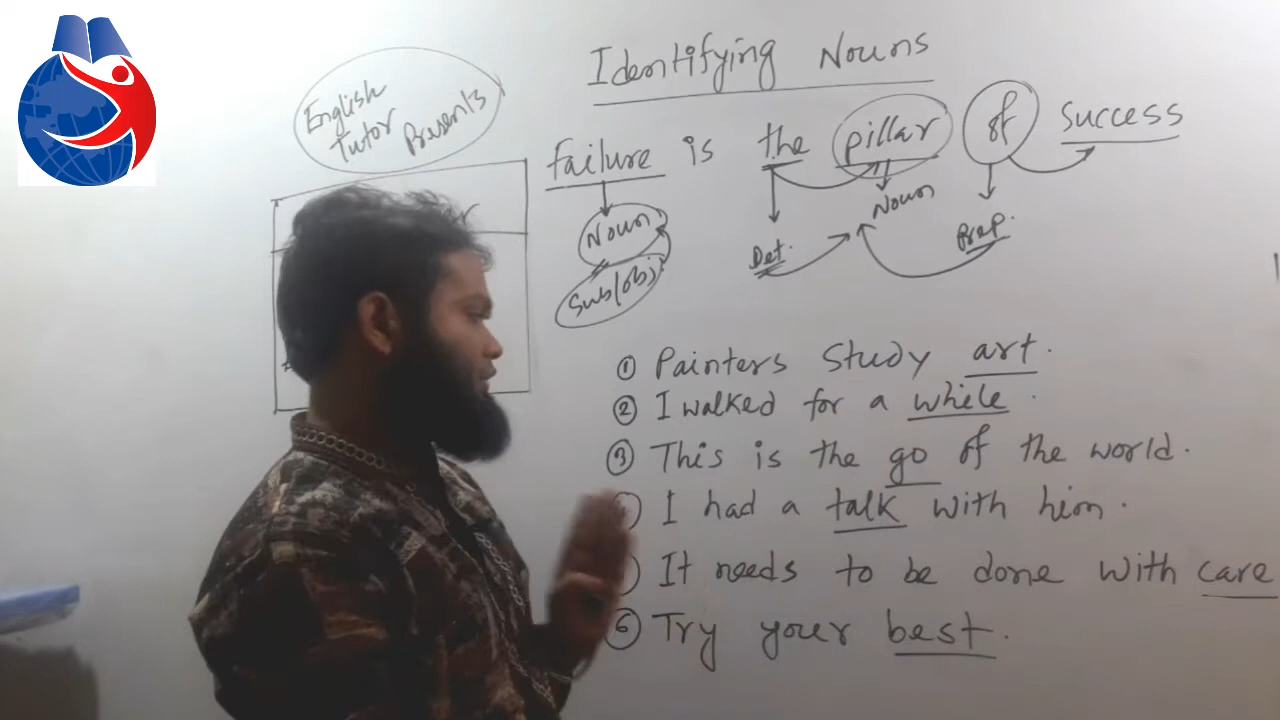 Identifying Nouns
English
Tutor
Presents
Failure is the pillar of Success
Noun
Noun
Det.
Prep.
Sub/obj
① Painters study art.
② I walked for a while.
③ This is the go of the world.
I had a talk with him.
It needs to be done with care
⑥ Try your best.